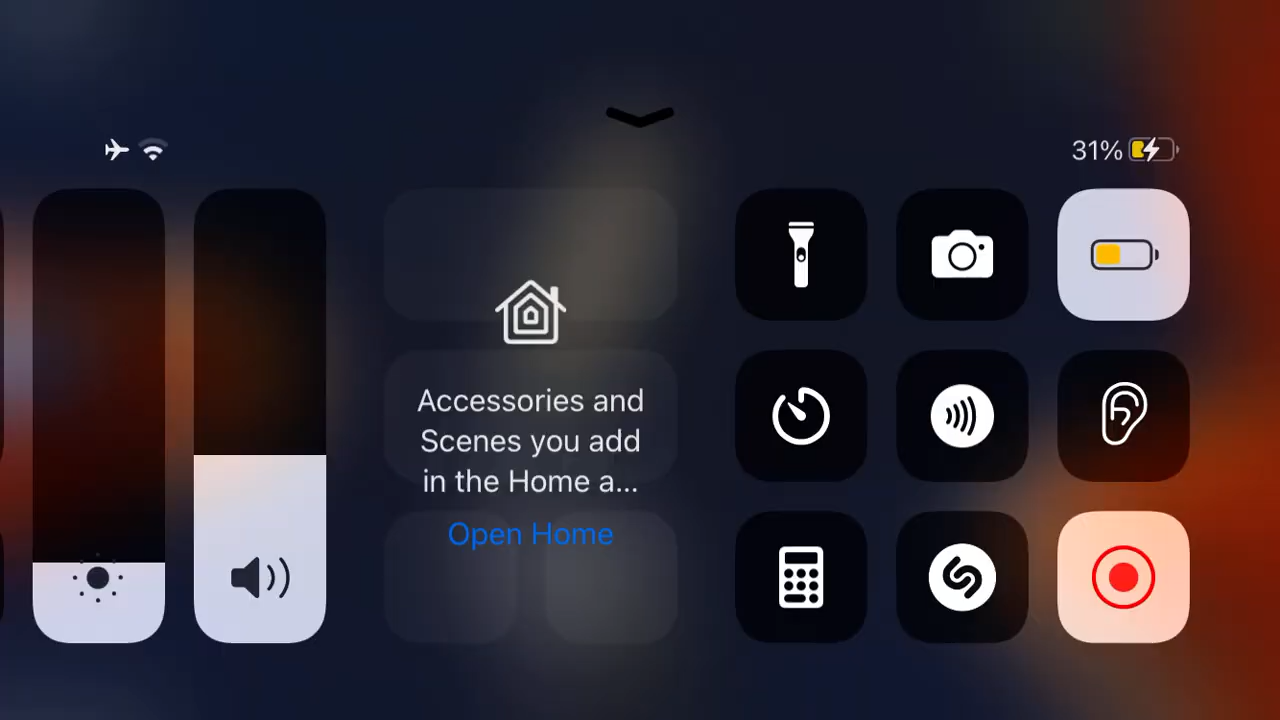 31%
Accessories and
Scenes you add
in the Home a...
Open Home